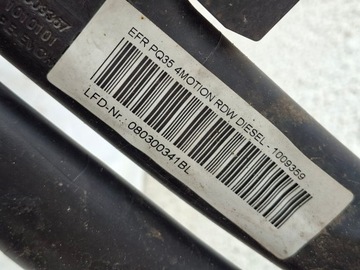 EFR PQ35 4MOTION RDW DIESEL - 1009359
LFD-Nr.: 080300341BL